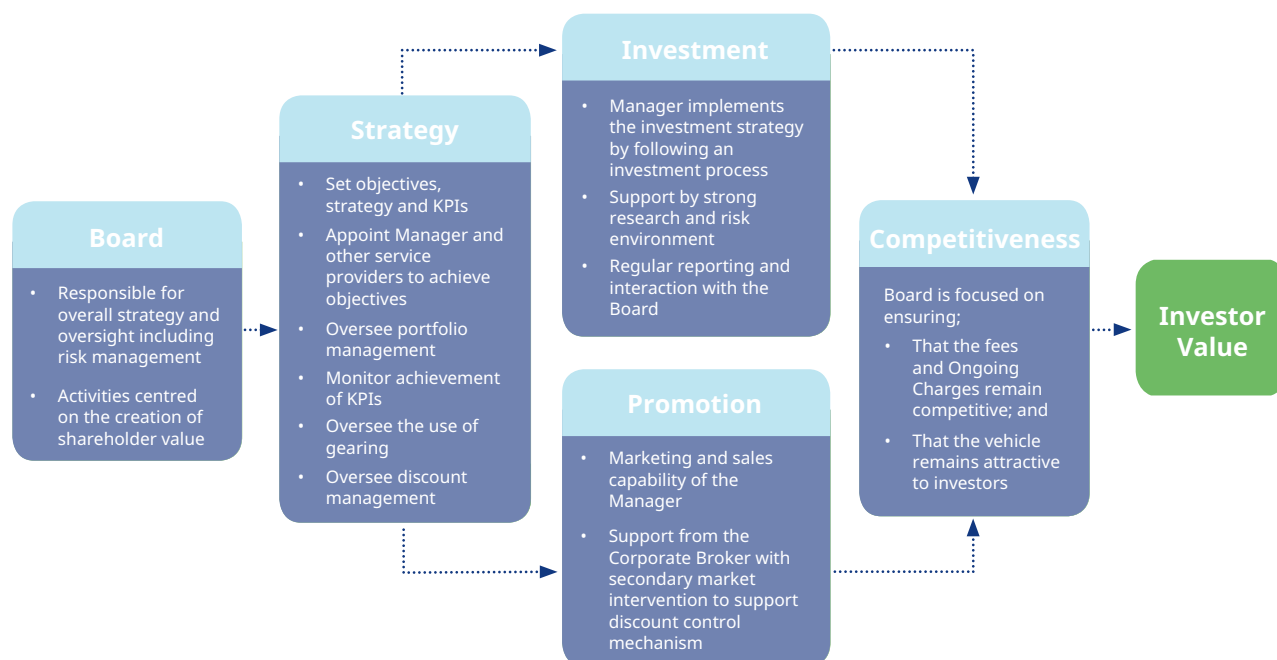 Board
• Responsible for
overall strategy and
oversight including
risk management
• Activities centred
on the creation of
shareholder value
Strategy
• Set objectives,
strategy and KPIs
• Appoint Manager and
other service
providers to achieve
objectives
• Oversee portfolio
management
• Monitor achievement
of KPIs
• Oversee the use of
gearing
• Oversee discount
management
Investment
• Manager implements
the investment strategy
by following an
investment process
• Support by strong
research and risk
environment
• Regular reporting and
interaction with the
Board
Promotion
• Marketing and sales
capability of the
Manager
• Support from the
Corporate Broker with
secondary market
intervention to support
discount control
mechanism
Competitiveness
Board is focused on
ensuring;
• That the fees
and Ongoing
Charges remain
competitive; and
• That the vehicle
remains attractive
to investors
Investor
Value